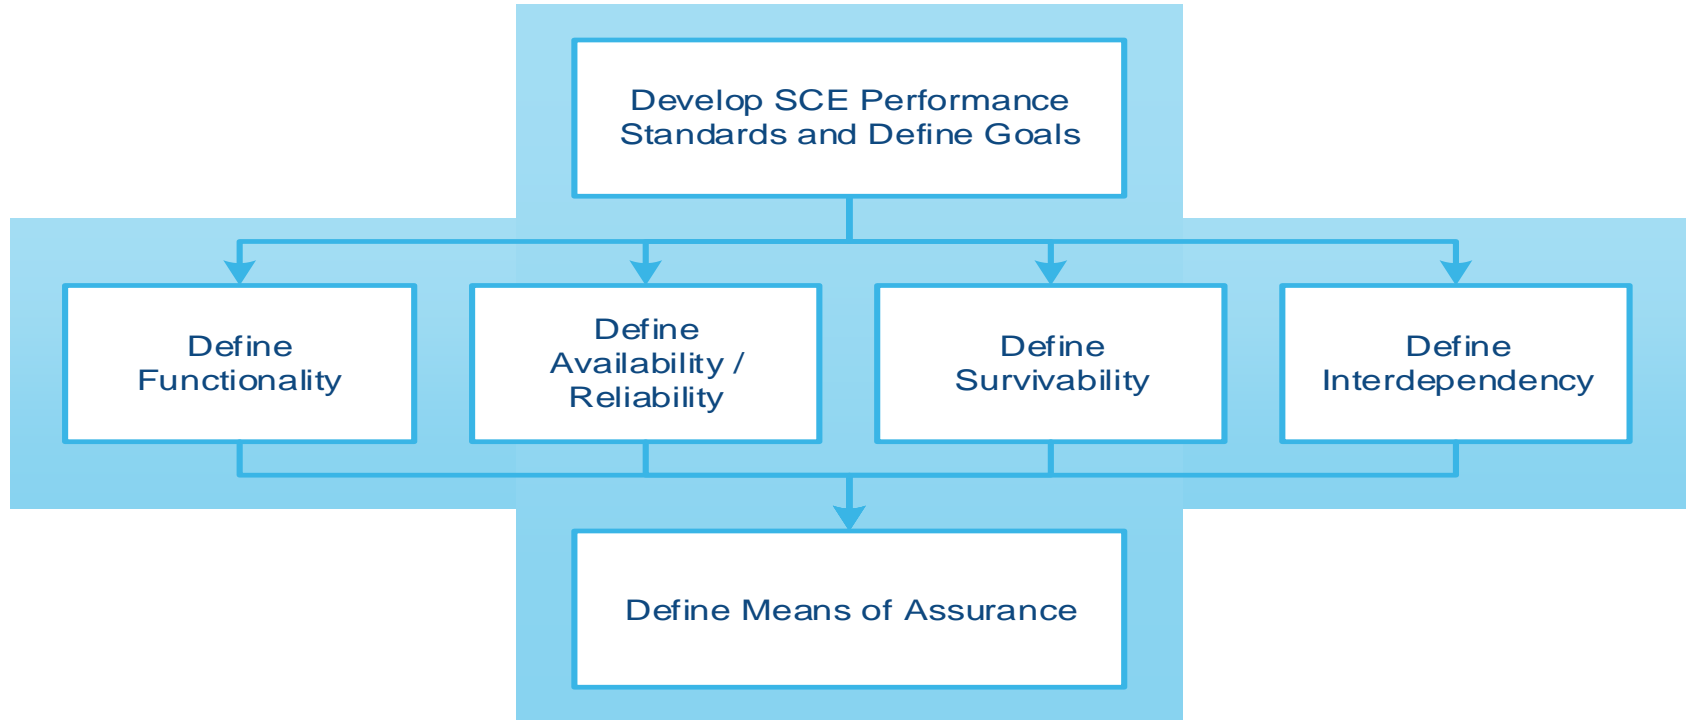 Develop SCE Performance
Standards and Define Goals
Define
Functionality
Define
Availability /
Reliability
Define
Survivability
Define
Interdependency
Define Means of Assurance